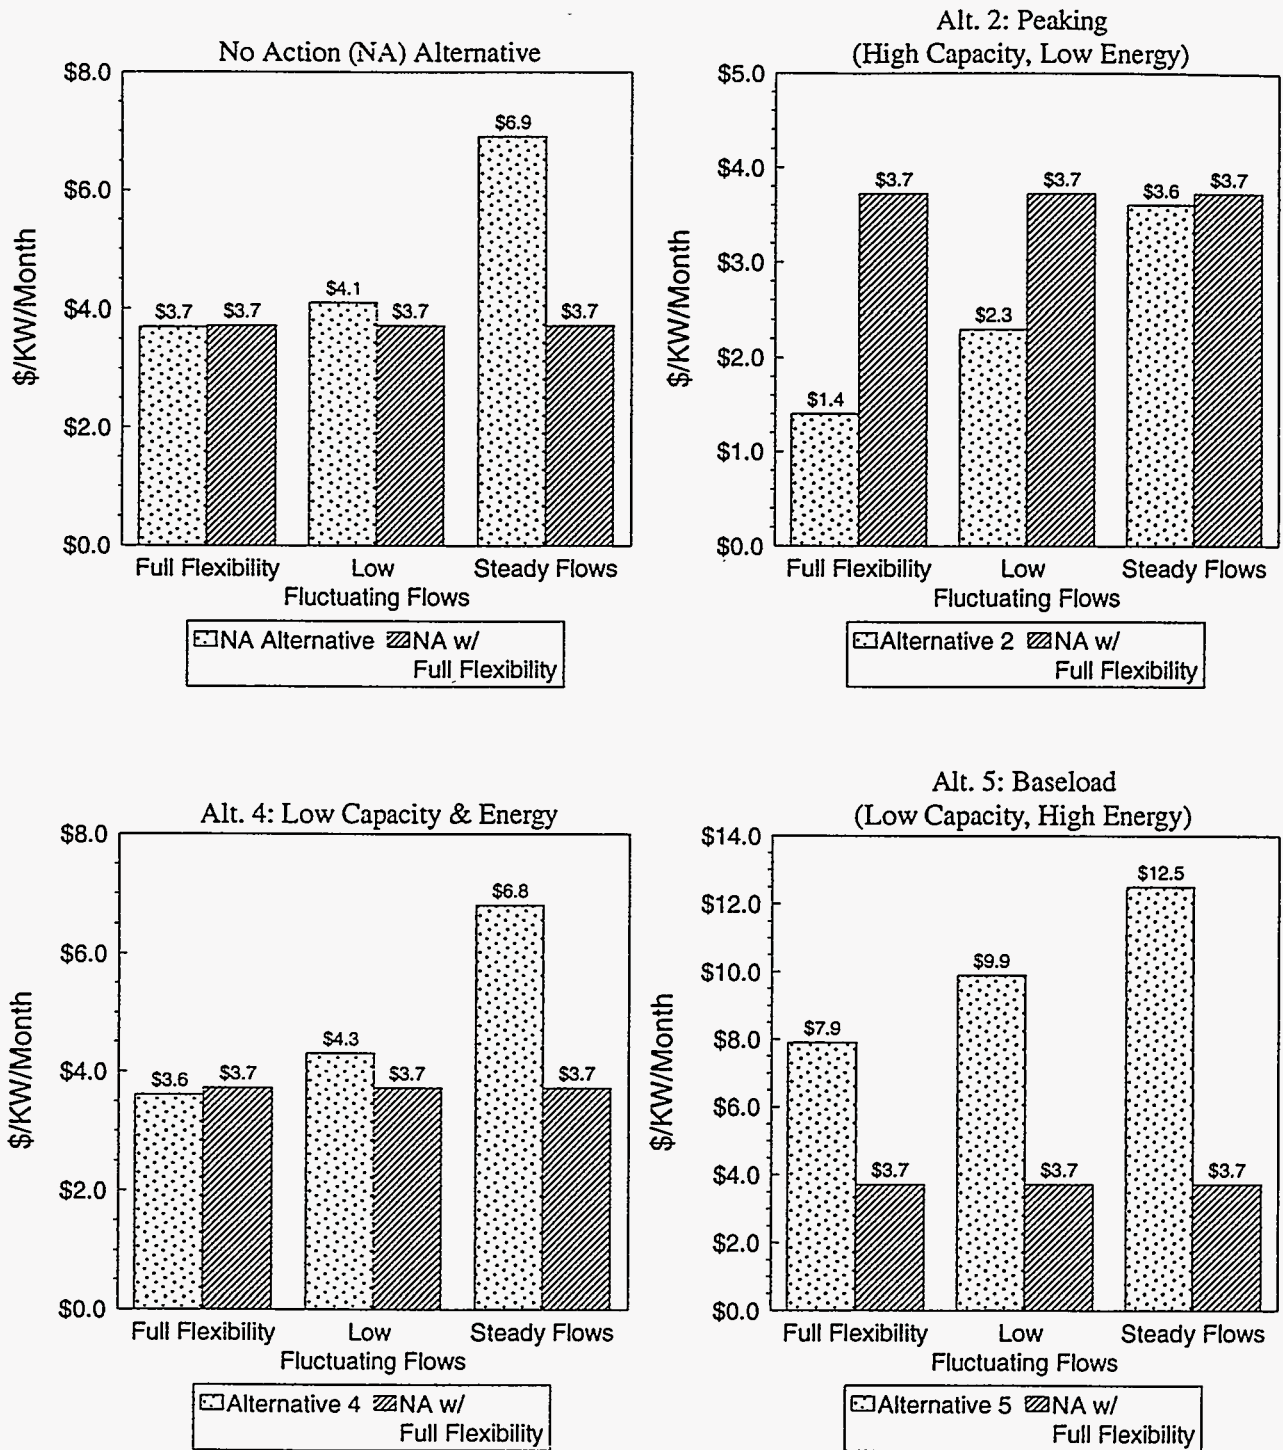 No Action (NA) Alternative
$8.0
$6.0
$4.0
$2.0
$0.0
$/KW/Month
$3.7
$3.7
$4.1
$3.7
$6.9
$3.7
Full Flexibility
Low
Steady Flows
Fluctuating Flows
NA Alternative
NA w/
Full Flexibility
Alt. 2: Peaking
(High Capacity, Low Energy)
$5.0
$4.0
$3.0
$2.0
$1.0
$0.0
$/KW/Month
$1.4
$3.7
$2.3
$3.7
$3.6
$3.7
Full Flexibility
Low
Steady Flows
Fluctuating Flows
Alternative 2
NA w/
Full Flexibility
Alt. 4: Low Capacity & Energy
$8.0
$6.0
$4.0
$2.0
$0.0
$/KW/Month
$3.6
$3.7
$4.3
$3.7
$6.8
$3.7
Full Flexibility
Low
Steady Flows
Fluctuating Flows
Alternative 4
NA w/
Full Flexibility
Alt. 5: Baseload
(Low Capacity, High Energy)
$14.0
$12.0
$10.0
$8.0
$6.0
$4.0
$2.0
$0.0
$/KW/Month
$7.9
$3.7
$9.9
$3.7
$12.5
$3.7
Full Flexibility
Low
Steady Flows
Fluctuating Flows
Alternative 5
NA w/
Full Flexibility